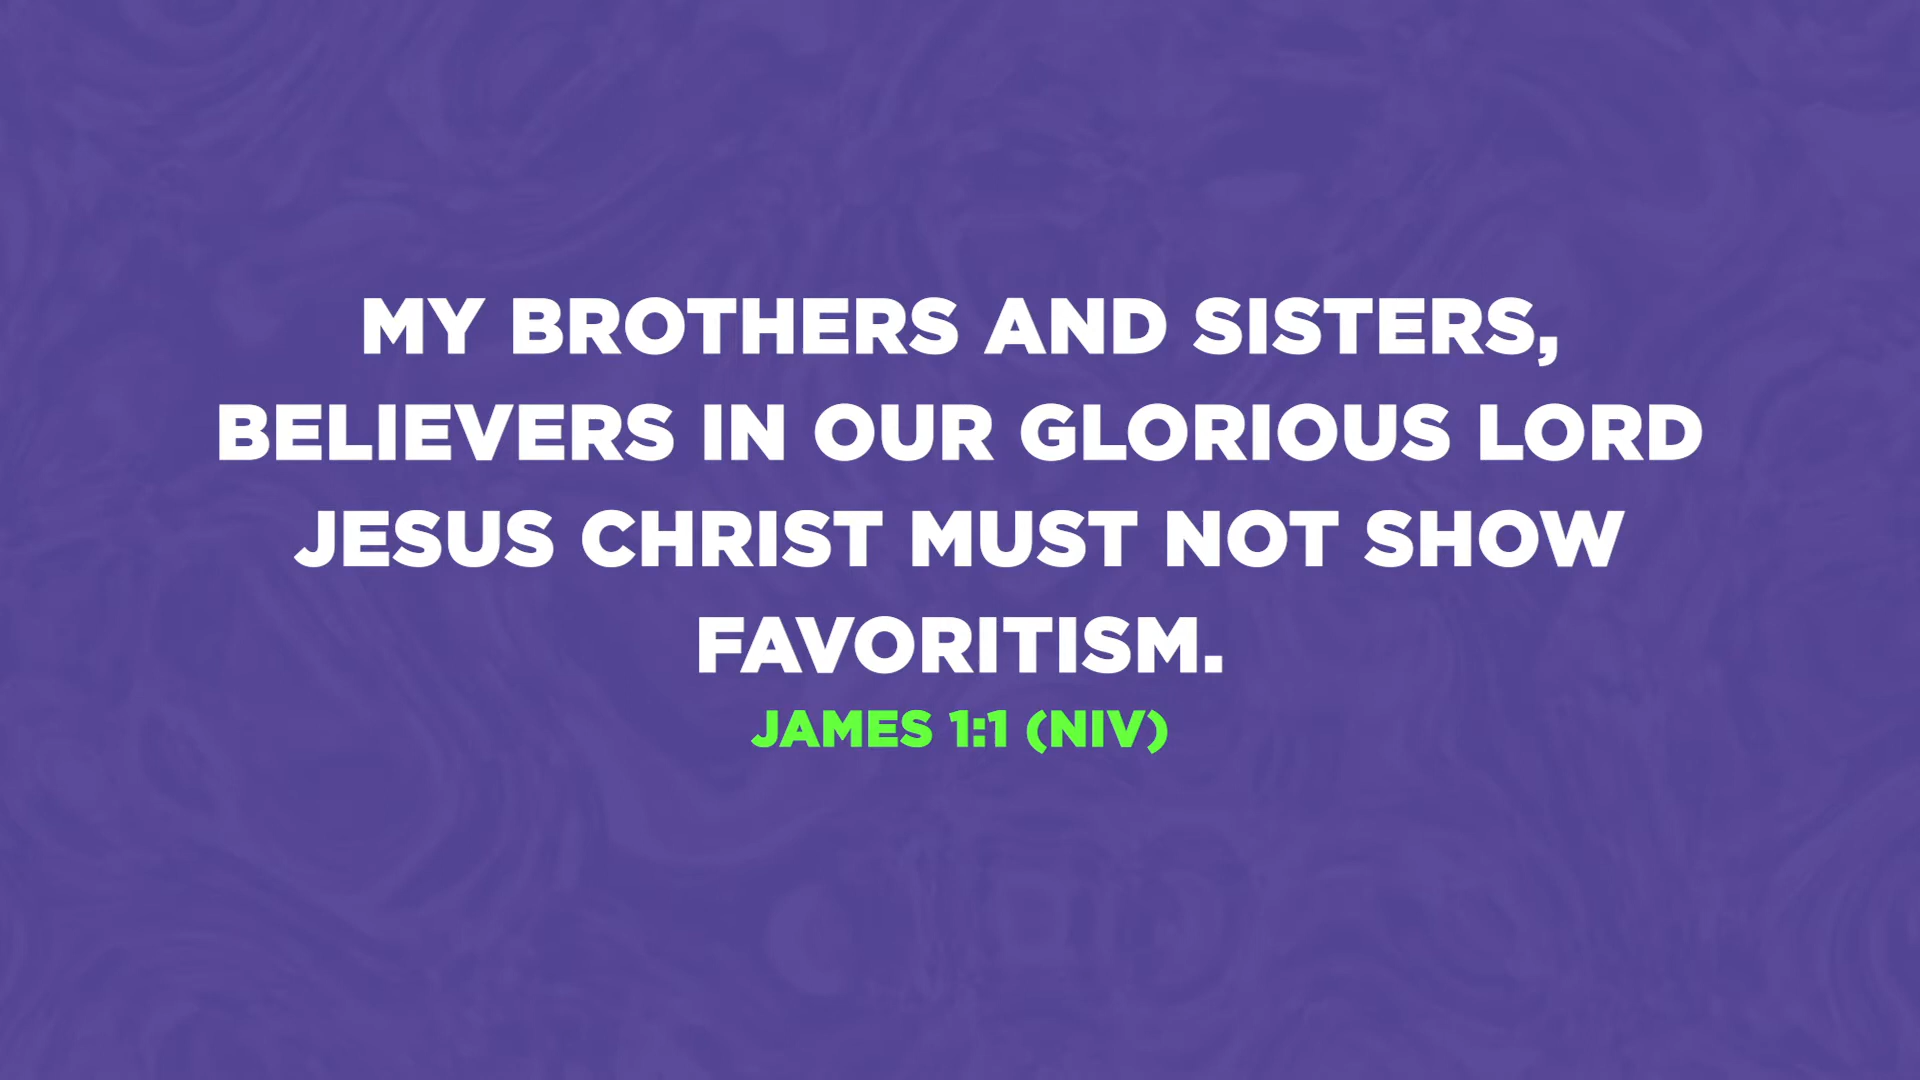 MY BROTHERS AND SISTERS,
BELIEVERS IN OUR GLORIOUS LORD
JESUS CHRIST MUST NOT SHOW
FAVORITISM.
JAMES 1:1 (NIV)